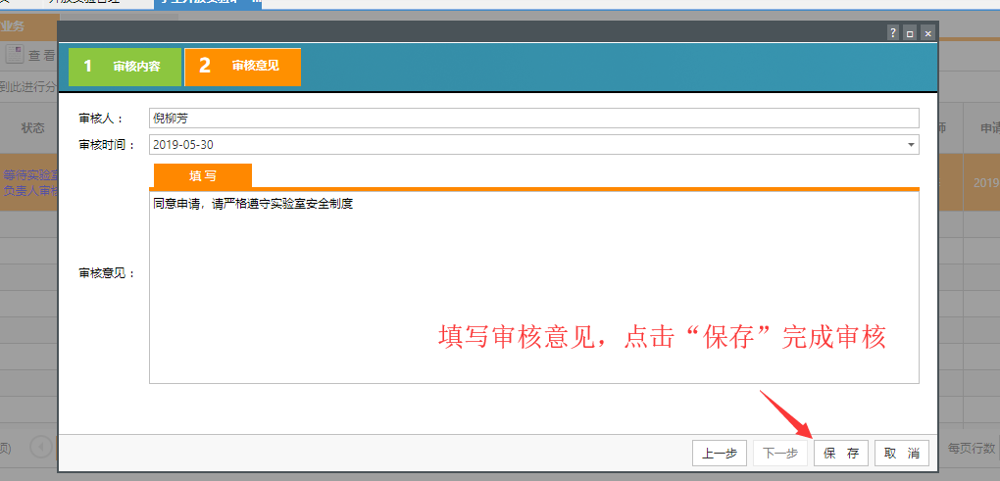 业务
查 看
到此进行分
状态
申请
等待实验室
负责人审核
2019
? □ ×
1 审核内容 2 审核意见
审核人： 倪柳芳
审核时间： 2019-05-30
填 写
同意申请，请严格遵守实验室安全制度
审核意见：
填写审核意见，点击“保存”完成审核
页)
每页行数
上一步 下一步 保 存 取 消